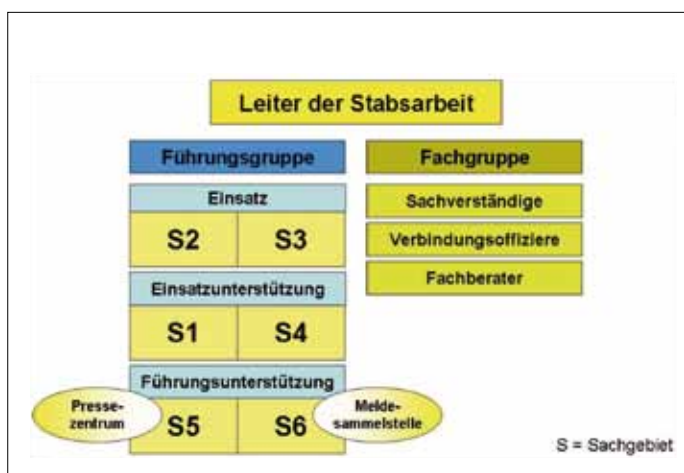 Leiter der Stabsarbeit
Führungsgruppe
Fachgruppe
Einsatz
S2
S3
Einsatzunterstützung
S1
S4
Führungsunterstützung
S5
S6
Presse-
zentrum
Melde-
sammelstelle
Sachverständige
Verbindungsoffiziere
Fachberater
S = Sachgebiet